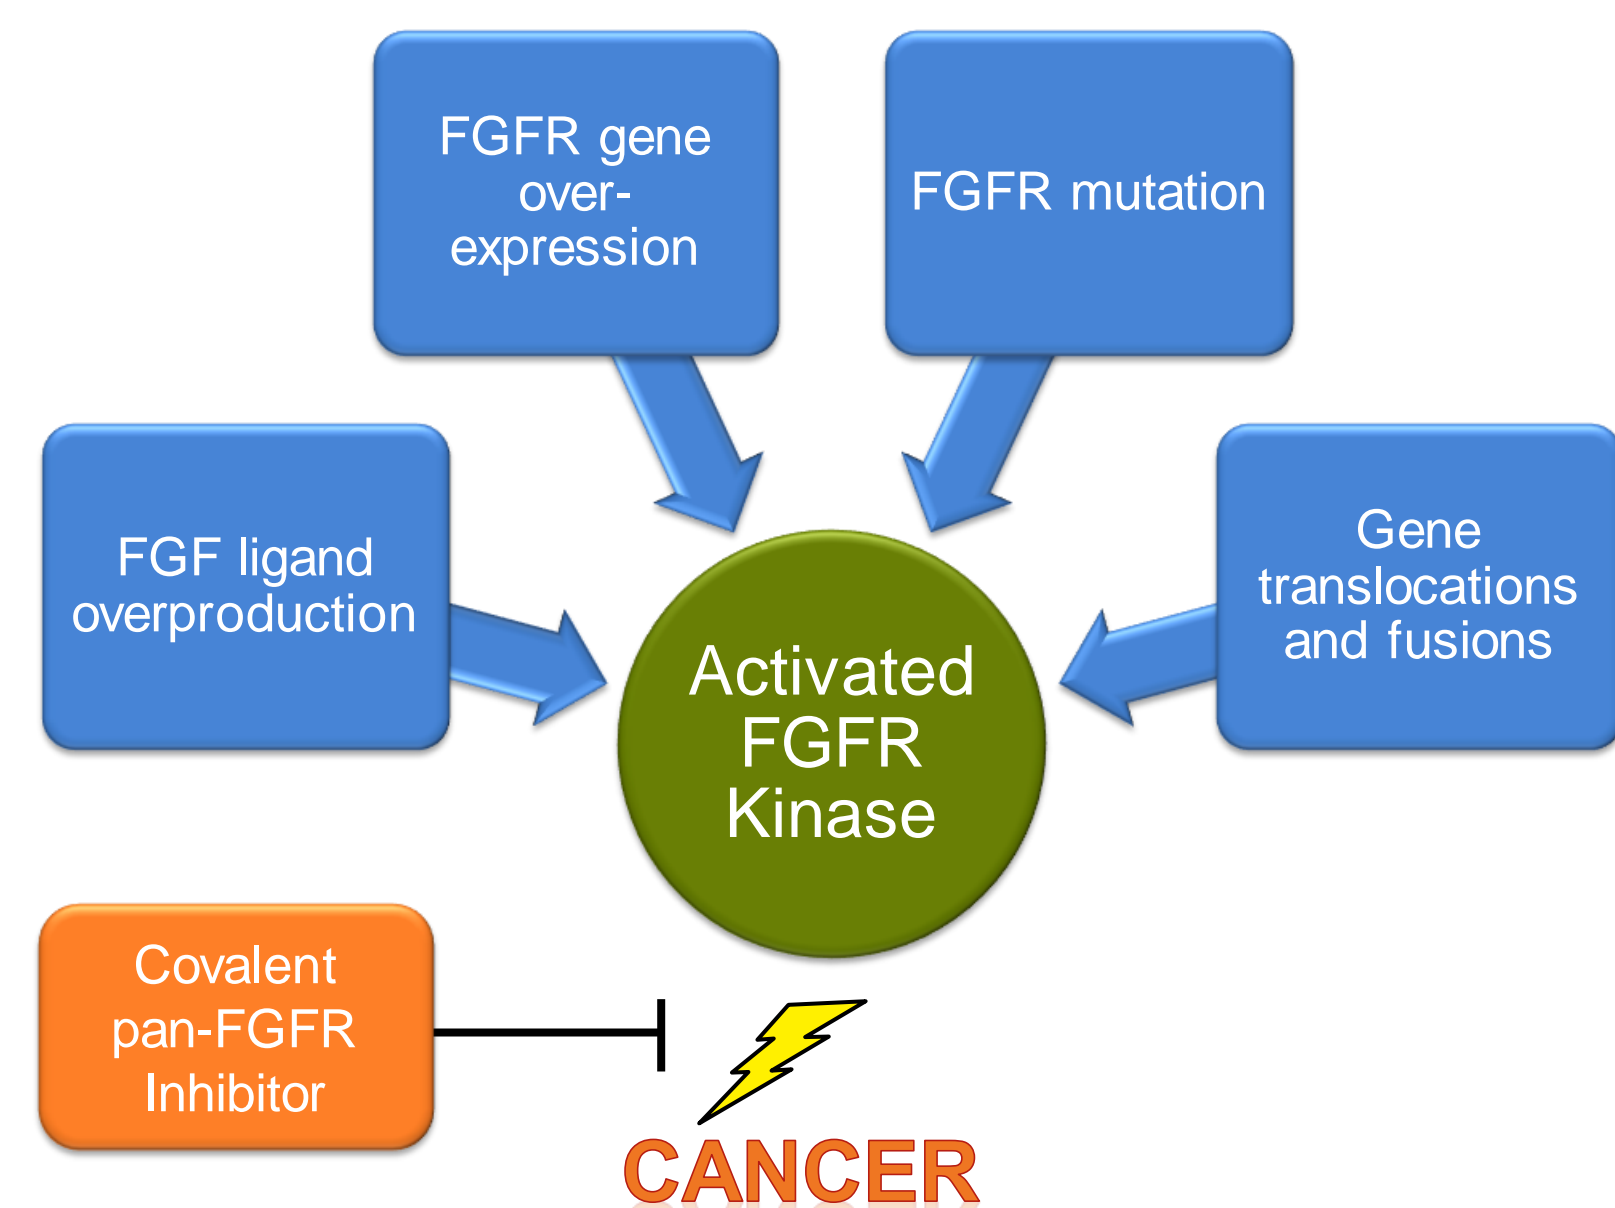 FGFR gene
over-
expression
FGFR mutation
FGF ligand
overproduction
Gene
translocations
and fusions
Activated
FGFR
Kinase
Covalent
pan-FGFR
Inhibitor
CANCER